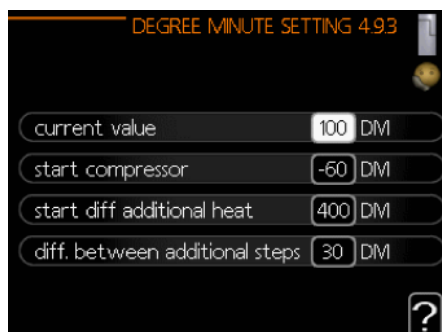 DEGREE MINUTE SETTING 4.9.3
current value 100 DM
start compressor -60 DM
start diff additional heat 400 DM
diff. between additional steps 30 DM
?